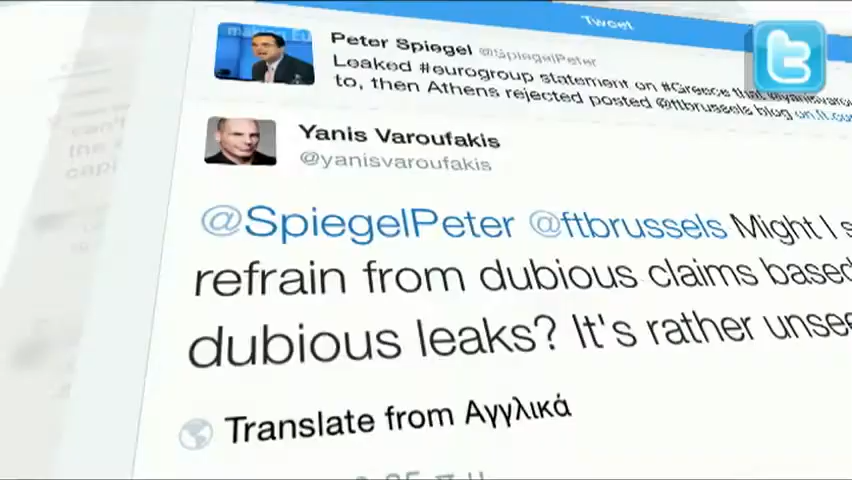 Tweet
Peter Spiegel @SpiegelPeter
Leaked #eurogroup statement on #Greece that
to, then Athens rejected posted @ftbrussels blog
Yanis Varoufakis
@yanisvaroufakis
@SpiegelPeter @ftbrussels Might I
refrain from dubious claims based
dubious leaks? It's rather
Translate from Αγγλικά